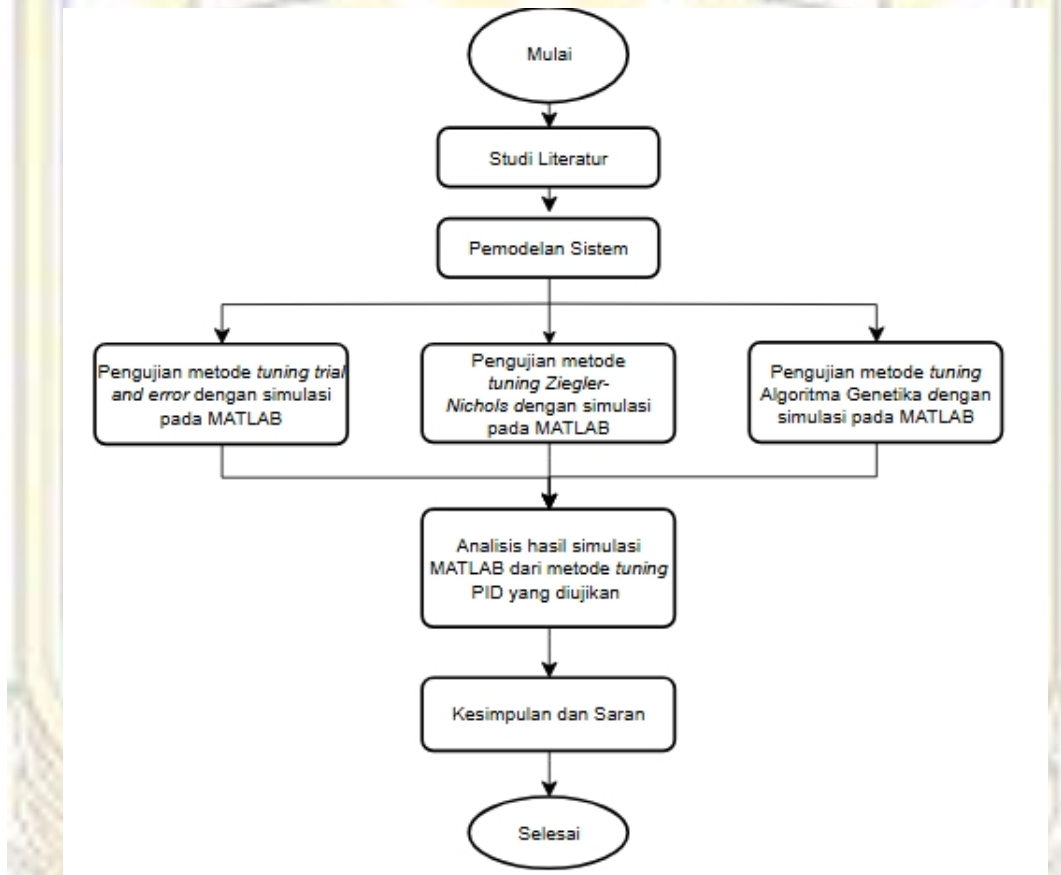 Mulai
Studi Literatur
Pemodelan Sistem
Pengujian metode tuning trial
and error dengan simulasi
pada MATLAB
Pengujian metode
tuning Ziegler-
Nichols dengan simulasi
pada MATLAB
Pengujian metode tuning
Algoritma Genetika dengan
simulasi pada MATLAB
Analisis hasil simulasi
MATLAB dari metode tuning
PID yang diujikan
Kesimpulan dan Saran
Selesai